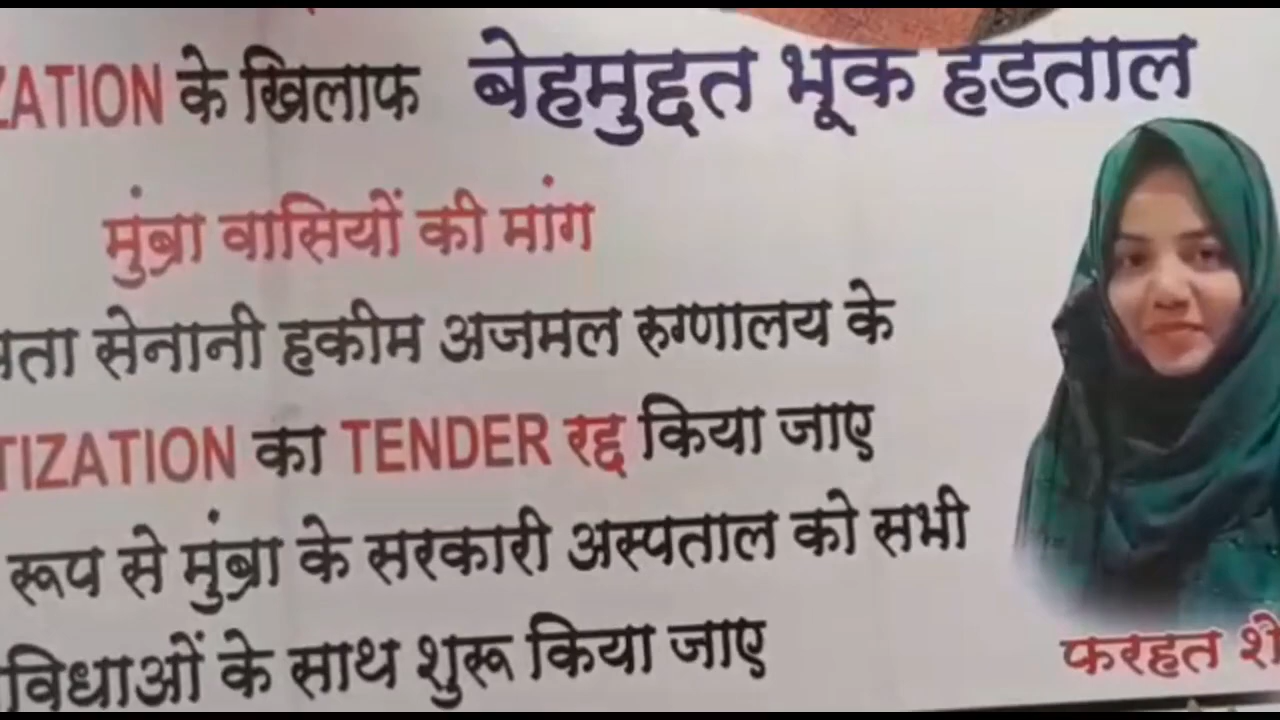 ZATION के खिलाफ बेहमुद्दत भूक हडताल
मुंब्रा वासियों की मांग
सेनानी हकीम अजमल रुग्णालय के
TIZATION का TENDER रद्द किया जाए
रूप से मुंब्रा के सरकारी अस्पताल को सभी
विधाओं के साथ शुरू किया जाए
फरहत